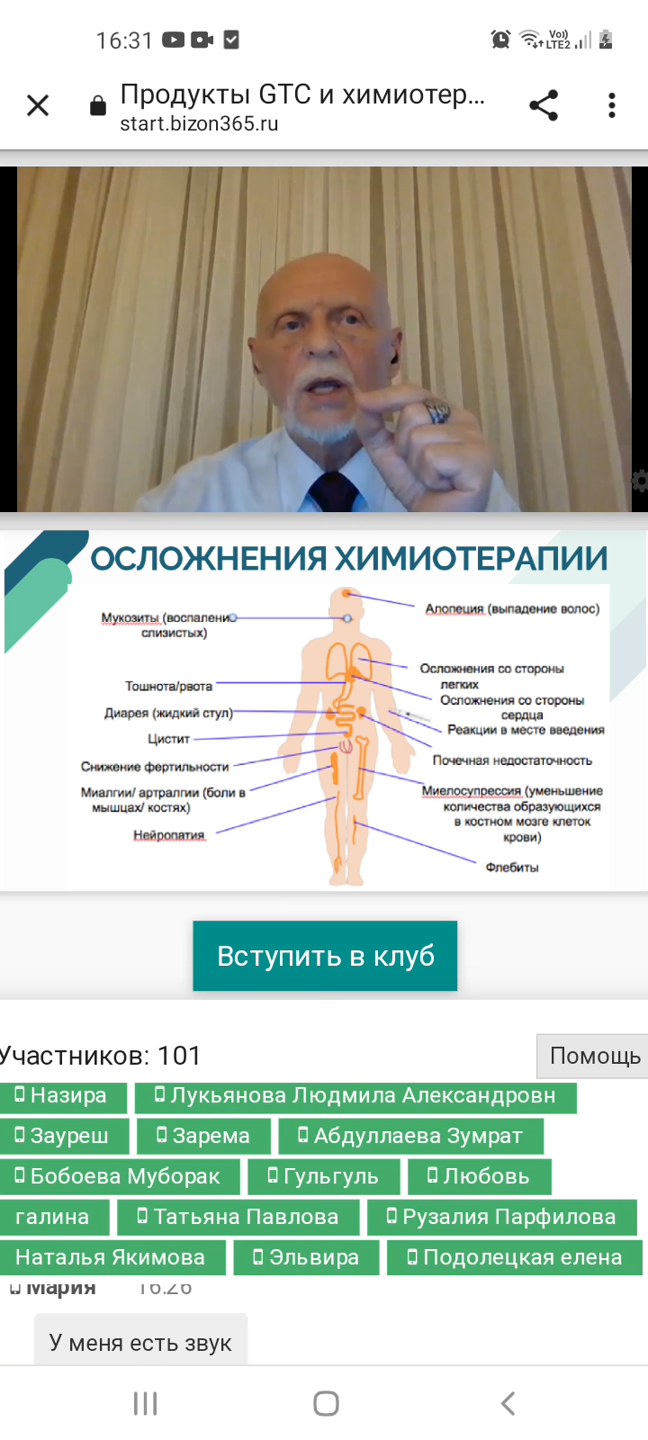 16:31
Vo))
LTE2
Продукты GTC и химиотер...
start.bizon365.ru
ОСЛОЖНЕНИЯ ХИМИОТЕРАПИИ
Мукозиты (воспаление
слизистых)
Тошнота/рвота
Диарея (жидкий стул)
Цистит
Снижение фертильности
Миалгии/ артралгии (боли в
мышцах/ костях)
Нейропатия
Алопеция (выпадение волос)
Осложнения со стороны
легких
Осложнения со стороны
сердца
Реакции в месте введения
Почечная недостаточность
Миелосупрессия (уменьшение
количества образующихся
в костном мозге клеток
крови)
Флебиты
Вступить в клуб
Участников: 101
Помощь
Назира
Лукьянова Людмила Александровн
Зауреш
Зарема
Абдуллаева Зумрат
Бобоева Муборак
Гульгуль
Любовь
галина
Татьяна Павлова
Рузалия Парфилова
Наталья Якимова
Эльвира
Подолецкая елена
Мария 16:26
У меня есть звук